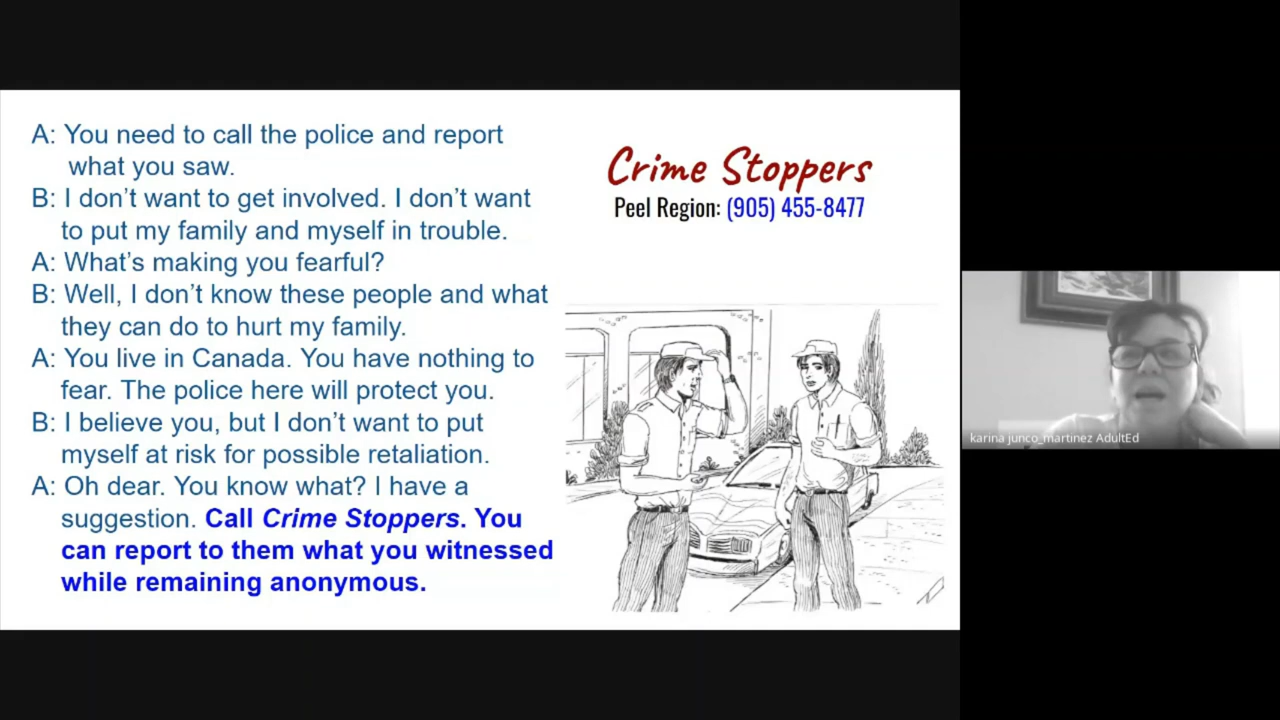 A: You need to call the police and report
what you saw.
B: I don't want to get involved. I don't want
to put my family and myself in trouble.
A: What's making you fearful?
B: Well, I don't know these people and what
they can do to hurt my family.
A: You live in Canada. You have nothing to
fear. The police here will protect you.
B: I believe you, but I don't want to put
myself at risk for possible retaliation.
A: Oh dear. You know what? I have a
suggestion. Call Crime Stoppers. You
can report to them what you witnessed
while remaining anonymous.
Crime Stoppers
Peel Region: (905) 455-8477
karina junco_martinez AdultEd